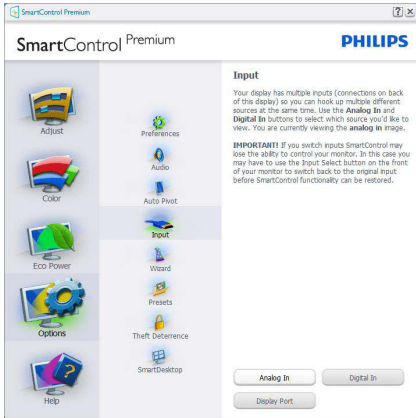 SmartControl Premium
SmartControl Premium
PHILIPS
Adjust
Color
Eco Power
Options
Help
Preferences
Audio
Auto Pivot
Input
Wizard
Presets
Theft Deterrence
SmartDesktop
Input
Your display has multiple inputs (connections on back
of this display) so you can hook up multiple different
sources at the same time. Use the Analog In and
Digital In buttons to select which source you'd like to
view. You are currently viewing the analog in image.
IMPORTANT! If you switch inputs SmartControl may
lose the ability to control your monitor. In this case you
may have to use the Input Select button on the front
of your monitor to switch back to the original input
before SmartControl functionality can be restored.
Analog In
Digital In
Display Port